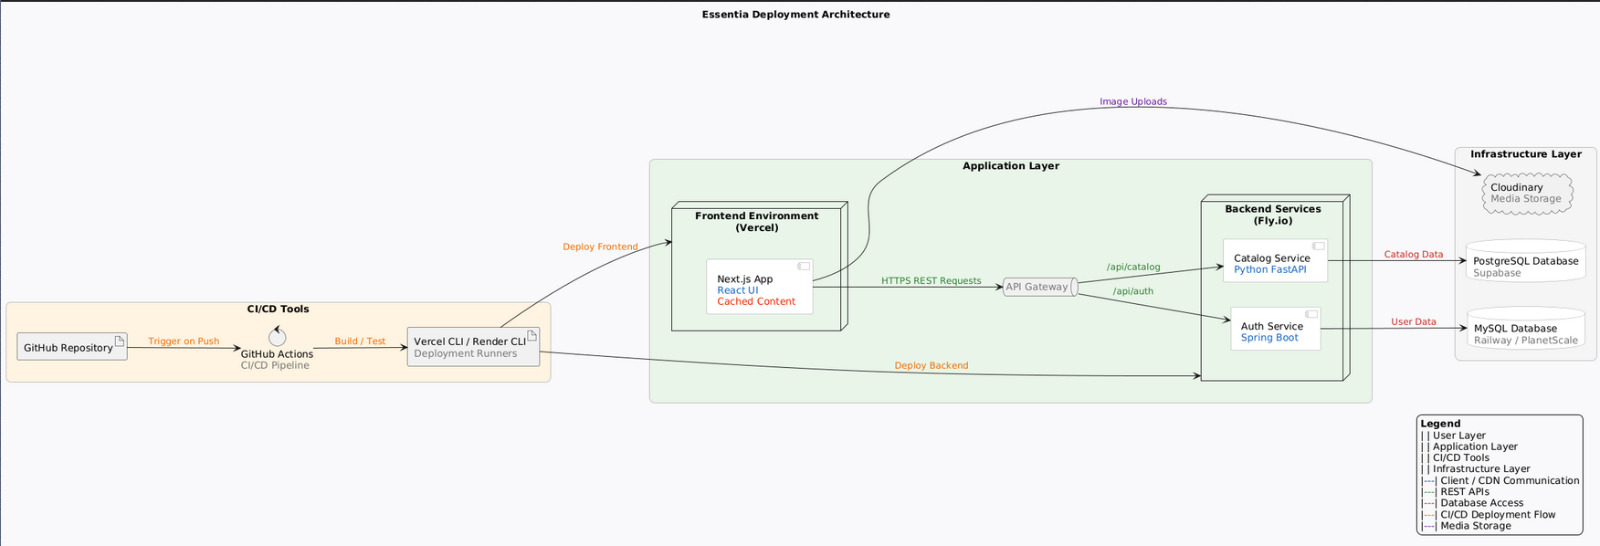 Essentia Deployment Architecture
Image Uploads
Application Layer
Infrastructure Layer
Cloudinary
Media Storage
Frontend Environment
(Vercel)
Backend Services
(Fly.io)
Deploy Frontend
Next.js App
React UI
Cached Content
HTTPS REST Requests
API Gateway
/api/catalog
/api/auth
Catalog Service
Python FastAPI
Catalog Data
PostgreSQL Database
Supabase
Auth Service
Spring Boot
User Data
MySQL Database
Railway / PlanetScale
CI/CD Tools
GitHub Repository
Trigger on Push
GitHub Actions
CI/CD Pipeline
Build / Test
Vercel CLI / Render CLI
Deployment Runners
Deploy Backend
Legend
| | User Layer
| | Application Layer
| | CI/CD Tools
| | Infrastructure Layer
|---| Client / CDN Communication
|---| REST APIs
|---| Database Access
|---| CI/CD Deployment Flow
|---| Media Storage